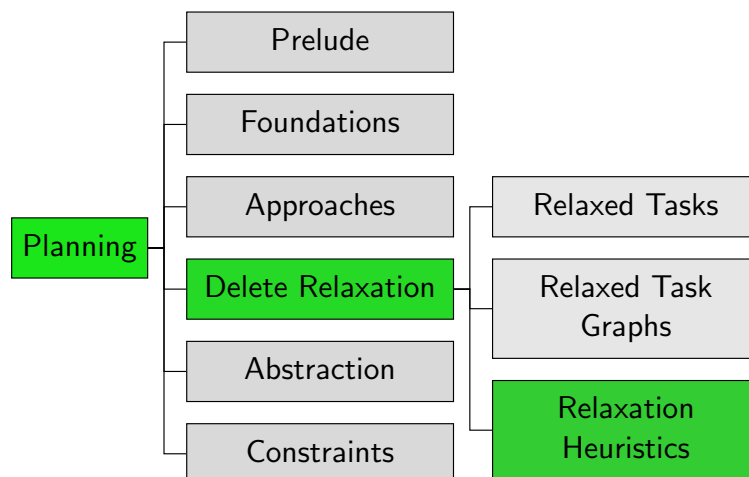 Planning
Prelude
Foundations
Approaches
Delete Relaxation
Abstraction
Constraints
Relaxed Tasks
Relaxed Task
Graphs
Relaxation
Heuristics